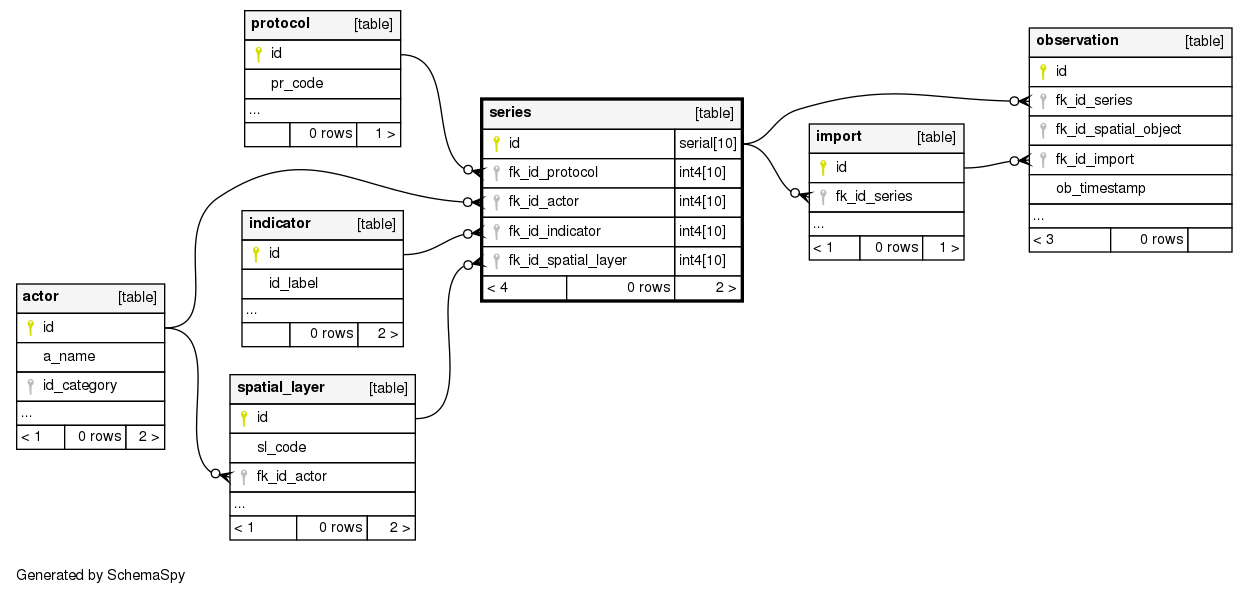 protocol [table]
id
pr_code
...
0 rows 1 >
series [table]
id serial[10]
fk_id_protocol int4[10]
fk_id_actor int4[10]
fk_id_indicator int4[10]
fk_id_spatial_layer int4[10]
< 4 0 rows 2 >
observation [table]
id
fk_id_series
fk_id_spatial_object
fk_id_import
ob_timestamp
...
< 3 0 rows
import [table]
id
fk_id_series
...
< 1 0 rows 1 >
indicator [table]
id
id_label
...
0 rows 2 >
actor [table]
id
a_name
id_category
...
< 1 0 rows 2 >
spatial_layer [table]
id
sl_code
fk_id_actor
...
< 1 0 rows 2 >
Generated by SchemaSpy